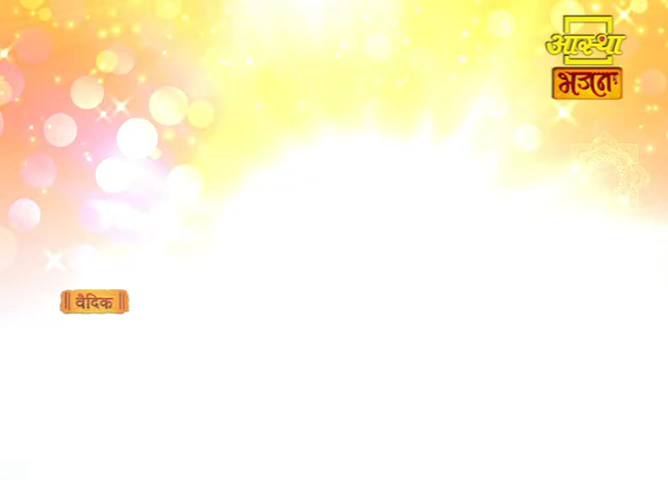 आस्था
भजन
॥ वैदिक ॥